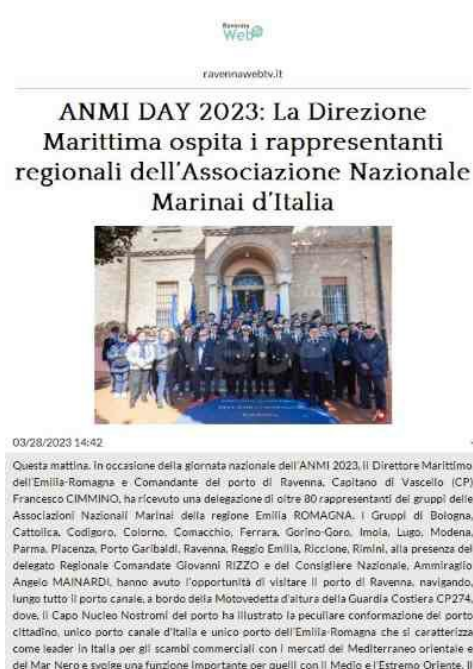 Ravenna
Web
ravennawebtv.it
ANMI DAY 2023: La Direzione
Marittima ospita i rappresentanti
regionali dell'Associazione Nazionale
Marinai d'Italia
03/28/2023 14:42
Questa mattina, in occasione della giornata nazionale dell'ANMI 2023, il Direttore Marittimo
dell'Emilia-Romagna e Comandante del porto di Ravenna, Capitano di Vascello (CP)
Francesco CIMMINO, ha ricevuto una delegazione di oltre 80 rappresentanti dei gruppi delle
Associazioni Nazionali Marinai della regione Emilia ROMAGNA. I Gruppi di Bologna,
Cattolica, Codigoro, Colorno, Comacchio, Ferrara, Gorino-Goro, Imola, Lugo, Modena,
Parma, Piacenza, Porto Garibaldi, Ravenna, Reggio Emilia, Riccione, Rimini, alla presenza del
delegato Regionale Comandate Giovanni RIZZO e del Consigliere Nazionale, Ammiraglio
Angelo MAINARDI, hanno avuto l'opportunità di visitare il porto di Ravenna, navigando,
lungo tutto il porto canale, a bordo della Motovedetta d'altura della Guardia Costiera CP274,
dove, il Capo Nucleo Nostromi del porto ha illustrato la peculiare conformazione del porto
cittadino, unico porto canale d'Italia e unico porto dell'Emilia-Romagna che si caratterizza
come leader in Italia per gli scambi commerciali con i mercati del Mediterraneo orientale e
del Mar Nero e svolge una funzione importante per quelli con il Medio e l'Estremo Oriente.